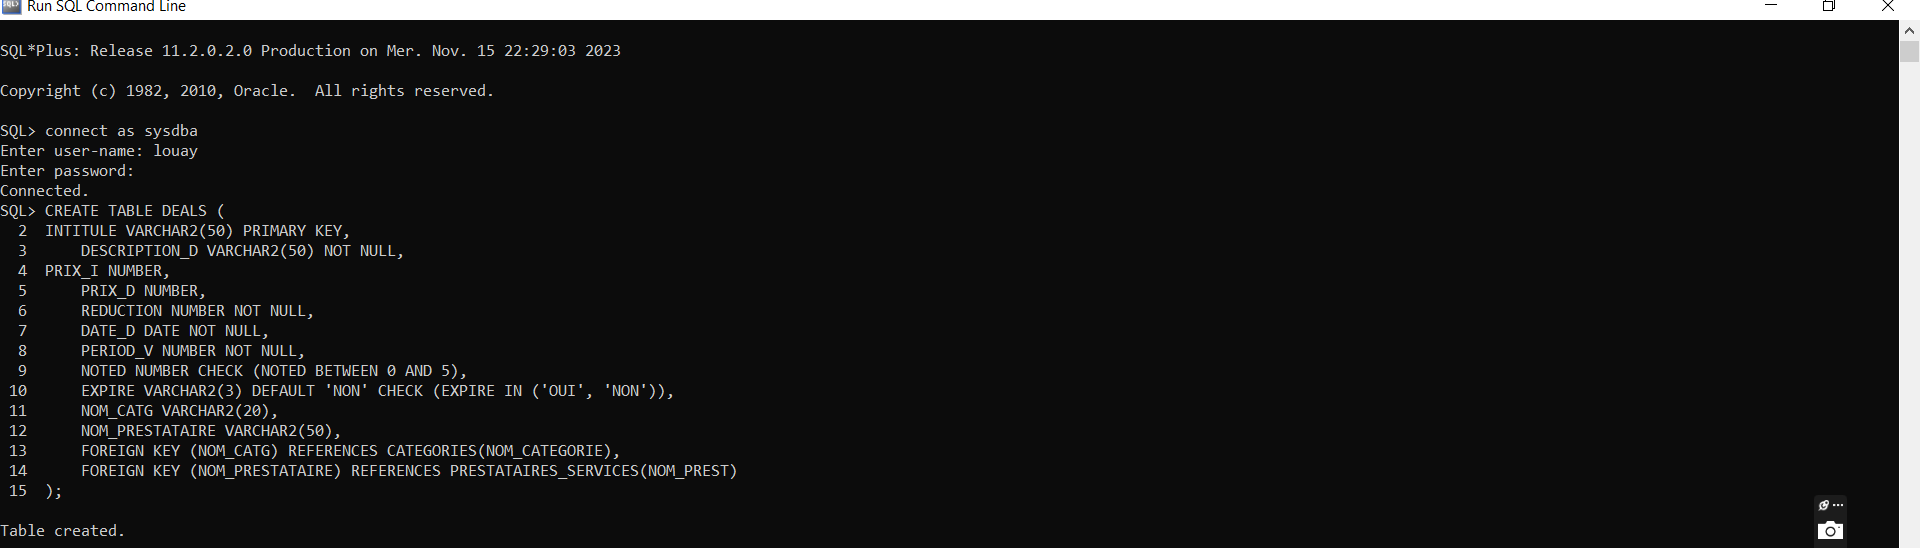 Run SQL Command Line
SQL*Plus: Release 11.2.0.2.0 Production on Mer. Nov. 15 22:29:03 2023
Copyright (c) 1982, 2010, Oracle.  All rights reserved.
SQL> connect as sysdba
Enter user-name: louay
Enter password:
Connected.
SQL> CREATE TABLE DEALS (
  2  INTITULE VARCHAR2(50) PRIMARY KEY,
  3      DESCRIPTION_D VARCHAR2(50) NOT NULL,
  4  PRIX_I NUMBER,
  5      PRIX_D NUMBER,
  6      REDUCTION NUMBER NOT NULL,
  7      DATE_D DATE NOT NULL,
  8      PERIOD_V NUMBER NOT NULL,
  9      NOTED NUMBER CHECK (NOTED BETWEEN 0 AND 5),
 10      EXPIRE VARCHAR2(3) DEFAULT 'NON' CHECK (EXPIRE IN ('OUI', 'NON')),
 11      NOM_CATG VARCHAR2(20),
 12      NOM_PRESTATAIRE VARCHAR2(50),
 13      FOREIGN KEY (NOM_CATG) REFERENCES CATEGORIES(NOM_CATEGORIE),
 14      FOREIGN KEY (NOM_PRESTATAIRE) REFERENCES PRESTATAIRES_SERVICES(NOM_PREST)
 15  );
Table created.